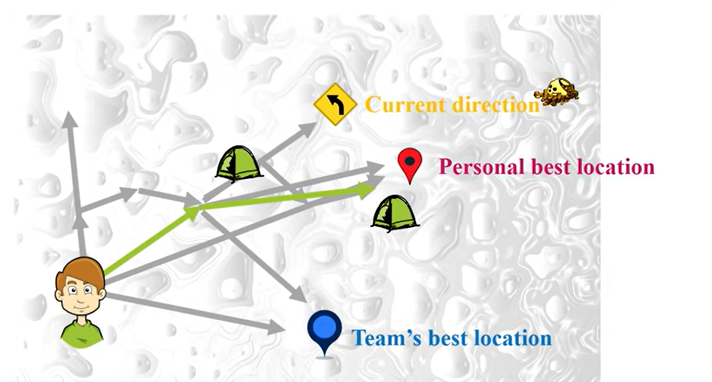 Current direction
Personal best location
Team's best location